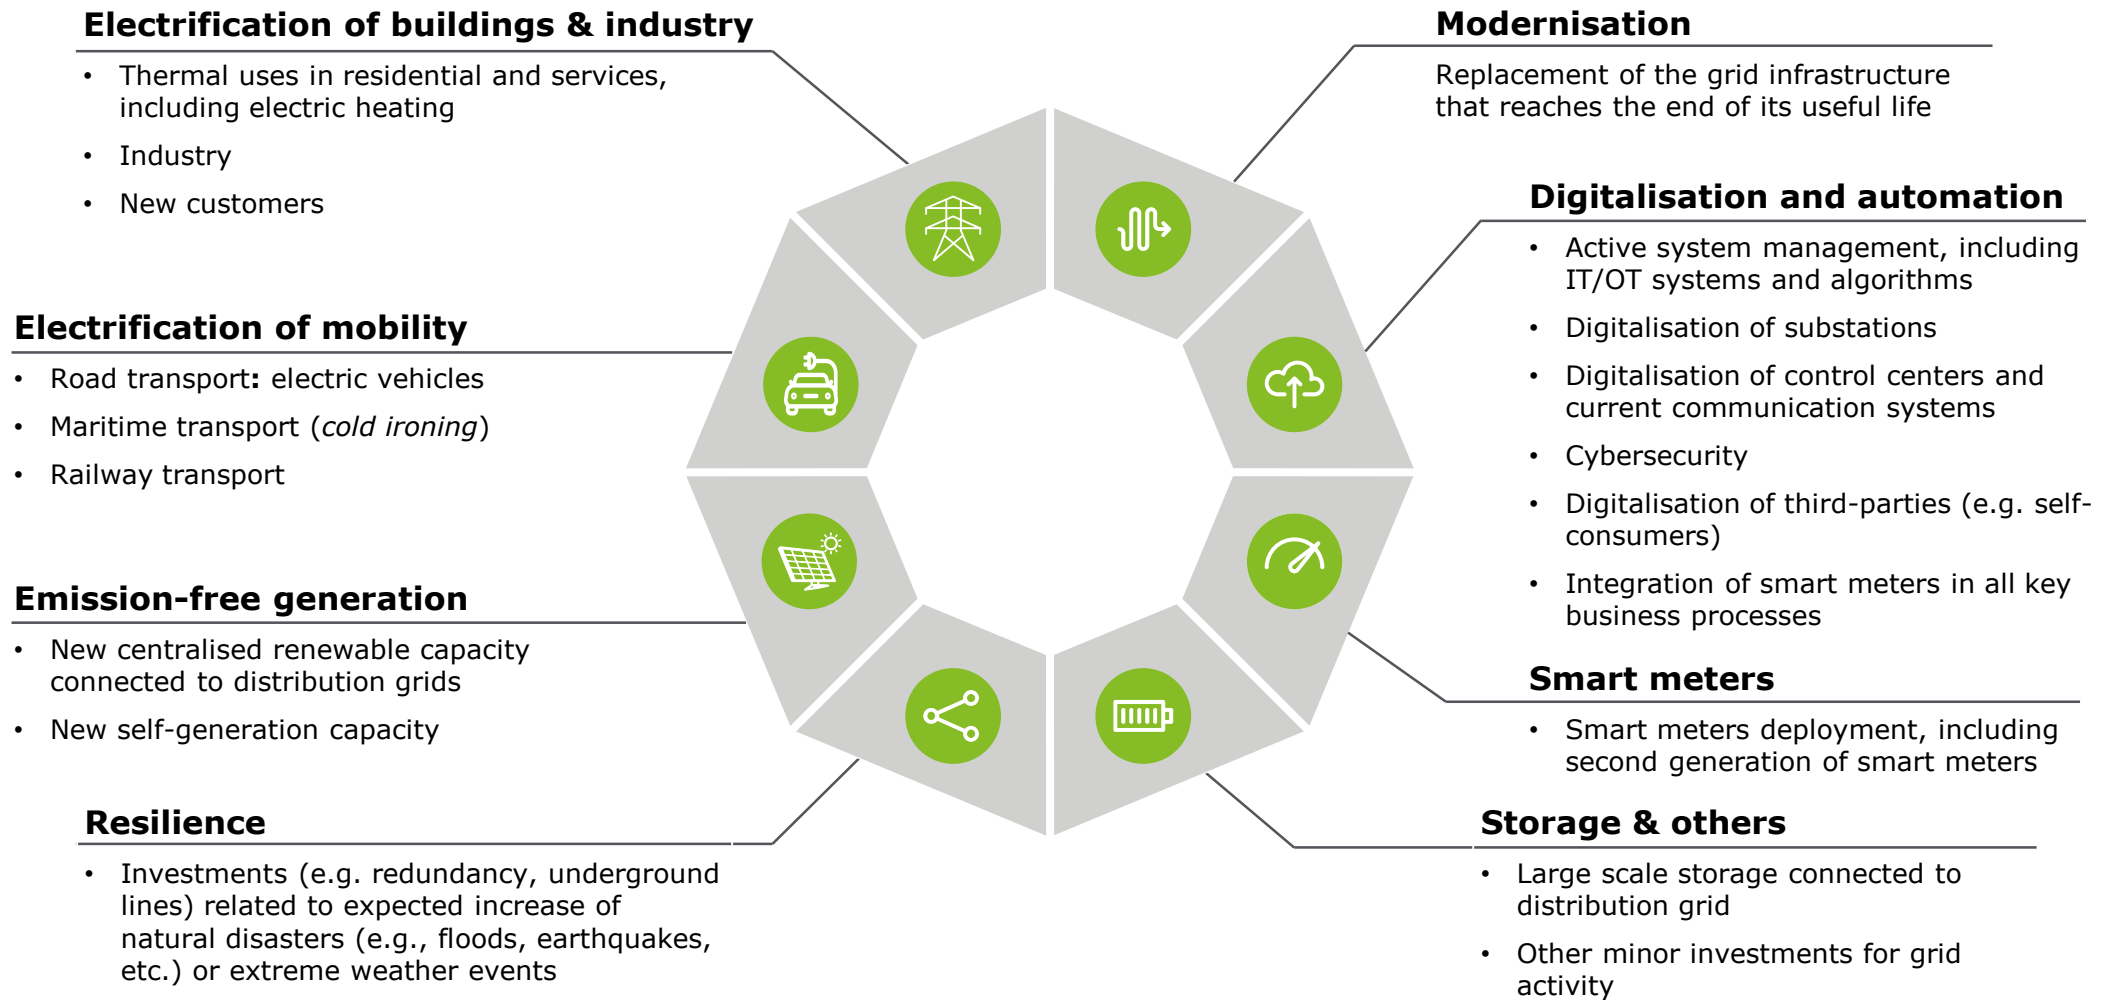 Electrification of buildings & industry
• Thermal uses in residential and services,
including electric heating
• Industry
• New customers
Electrification of mobility
• Road transport: electric vehicles
• Maritime transport (cold ironing)
• Railway transport
Emission-free generation
• New centralised renewable capacity
connected to distribution grids
• New self-generation capacity
Resilience
• Investments (e.g. redundancy, underground
lines) related to expected increase of
natural disasters (e.g., floods, earthquakes,
etc.) or extreme weather events
Modernisation
Replacement of the grid infrastructure
that reaches the end of its useful life
Digitalisation and automation
• Active system management, including
IT/OT systems and algorithms
• Digitalisation of substations
• Digitalisation of control centers and
current communication systems
• Cybersecurity
• Digitalisation of third-parties (e.g. self-
consumers)
• Integration of smart meters in all key
business processes
Smart meters
• Smart meters deployment, including
second generation of smart meters
Storage & others
• Large scale storage connected to
distribution grid
• Other minor investments for grid
activity